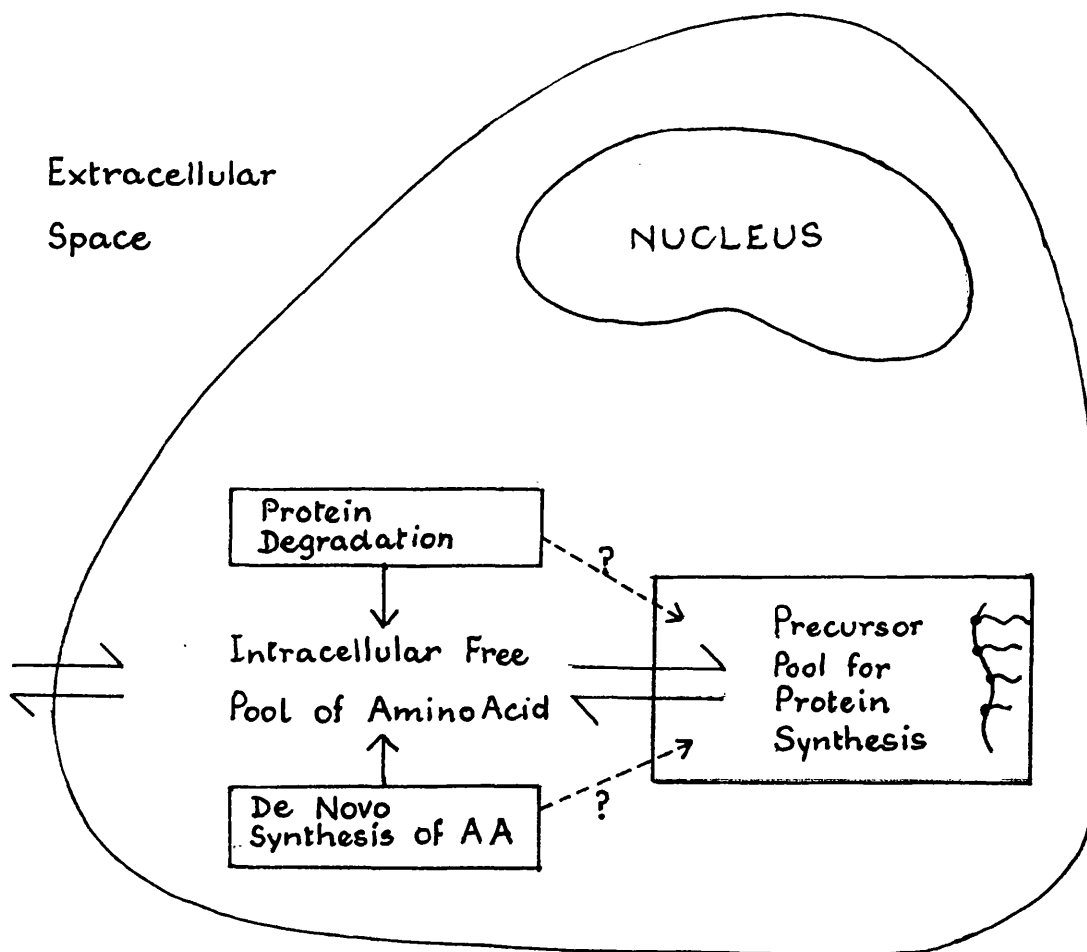 Extracellular
Space
NUCLEUS
Protein
Degradation
?
Intracellular Free
Pool of Amino Acid
Precursor
Pool for
Protein
Synthesis
De Novo
Synthesis of AA
?